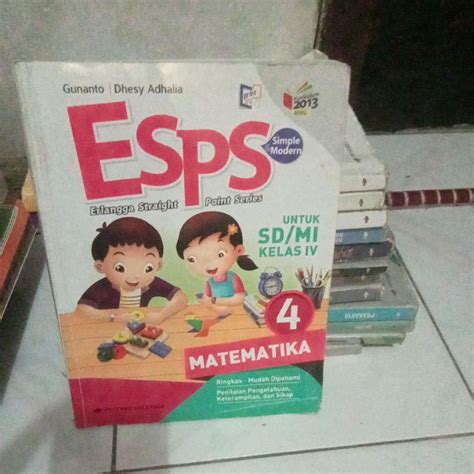 Gunanto | Dhesy Adhalia
Kurikulum
2013
ESPS
Simple
Modern
Erlangga Straight Point Series
UNTUK
SD/MI
KELAS IV
4
MATEMATIKA
Ringkas Mudah Dipahami
Penilaian Pengetahuan,
Keterampilan, dan Sikap